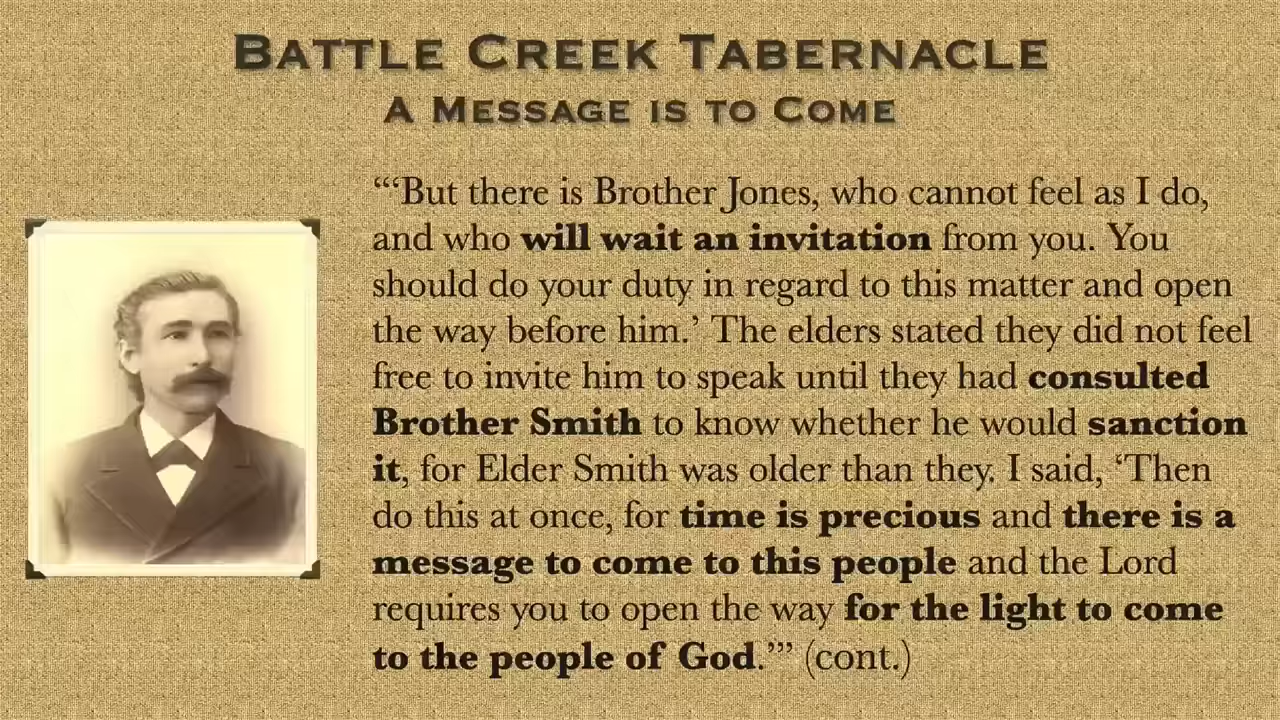 BATTLE CREEK TABERNACLE
A MESSAGE IS TO COME
“‘But there is Brother Jones, who cannot feel as I do,
and who will wait an invitation from you. You
should do your duty in regard to this matter and open
the way before him.’ The elders stated they did not feel
free to invite him to speak until they had consulted
Brother Smith to know whether he would sanction
it, for Elder Smith was older than they. I said, ‘Then
do this at once, for time is precious and there is a
message to come to this people and the Lord
requires you to open the way for the light to come
to the people of God.’” (cont.)